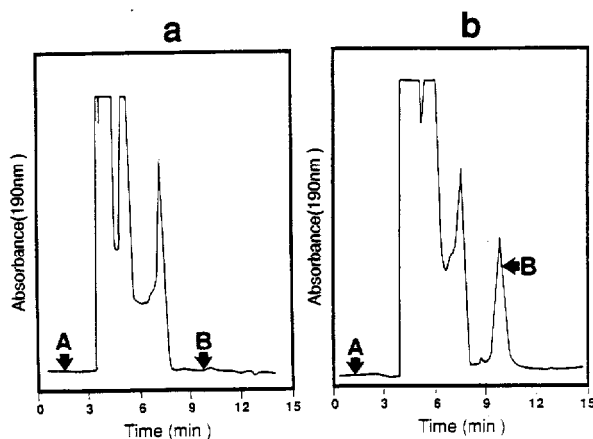 a
b
Absorbance(190nm)
A
B
0 3 6 9 12 15
Time (min )
Absorbance(190nm)
A
B
0 3 6 9 12 15
Time (min )